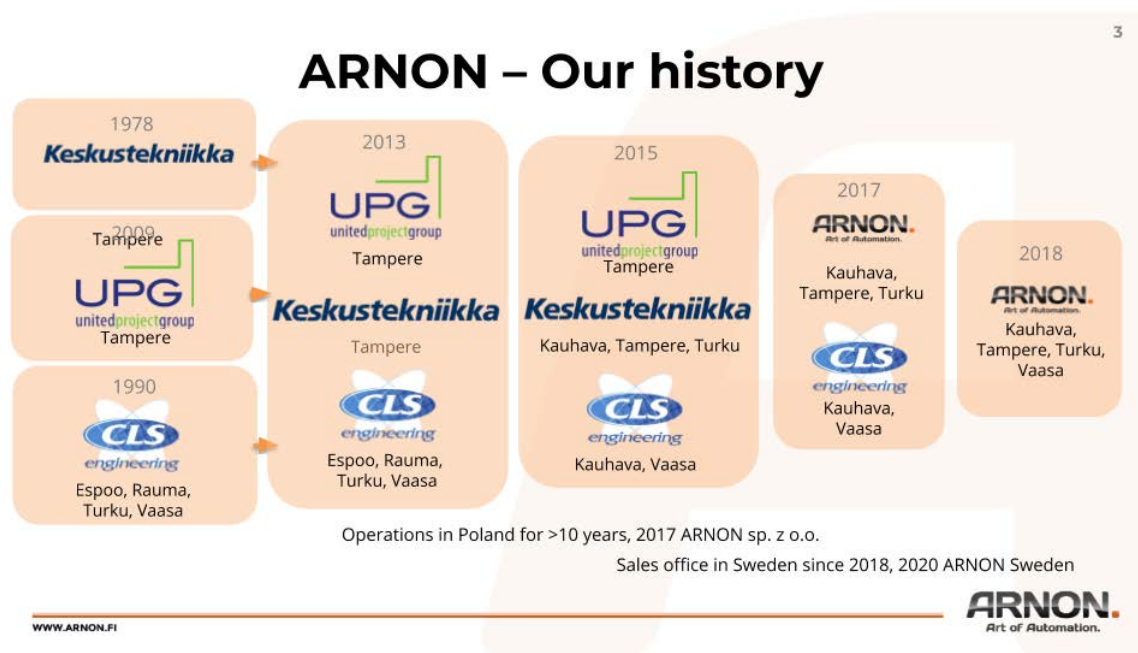 3
ARNON – Our history
1978
Keskustekniikka
Tampere
2009
UPG
unitedprojectgroup
Tampere
1990
CLS
engineering
Espoo, Rauma,
Turku, Vaasa
2013
UPG
unitedprojectgroup
Tampere
Keskustekniikka
Tampere
CLS
engineering
Espoo, Rauma,
Turku, Vaasa
2015
UPG
unitedprojectgroup
Tampere
Keskustekniikka
Kauhava, Tampere, Turku
CLS
engineering
Kauhava, Vaasa
2017
ARNON.
Art of Automation.
Kauhava,
Tampere, Turku
CLS
engineering
Kauhava,
Vaasa
2018
ARNON.
Art of Automation.
Kauhava,
Tampere, Turku,
Vaasa
Operations in Poland for >10 years, 2017 ARNON sp. z o.o.
Sales office in Sweden since 2018, 2020 ARNON Sweden
WWW.ARNON.FI
ARNON.
Art of Automation.